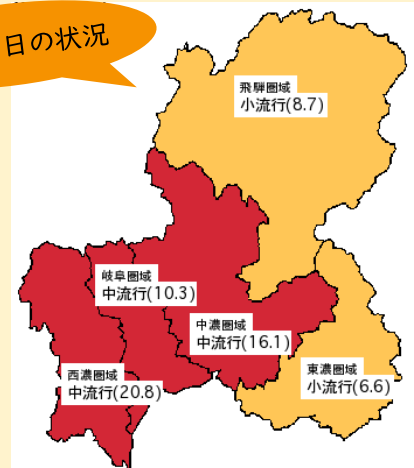 日の状況
飛騨圏域
小流行(8.7)
岐阜圏域
中流行(10.3)
中濃圏域
中流行(16.1)
西濃圏域
中流行(20.8)
東濃圏域
小流行(6.6)